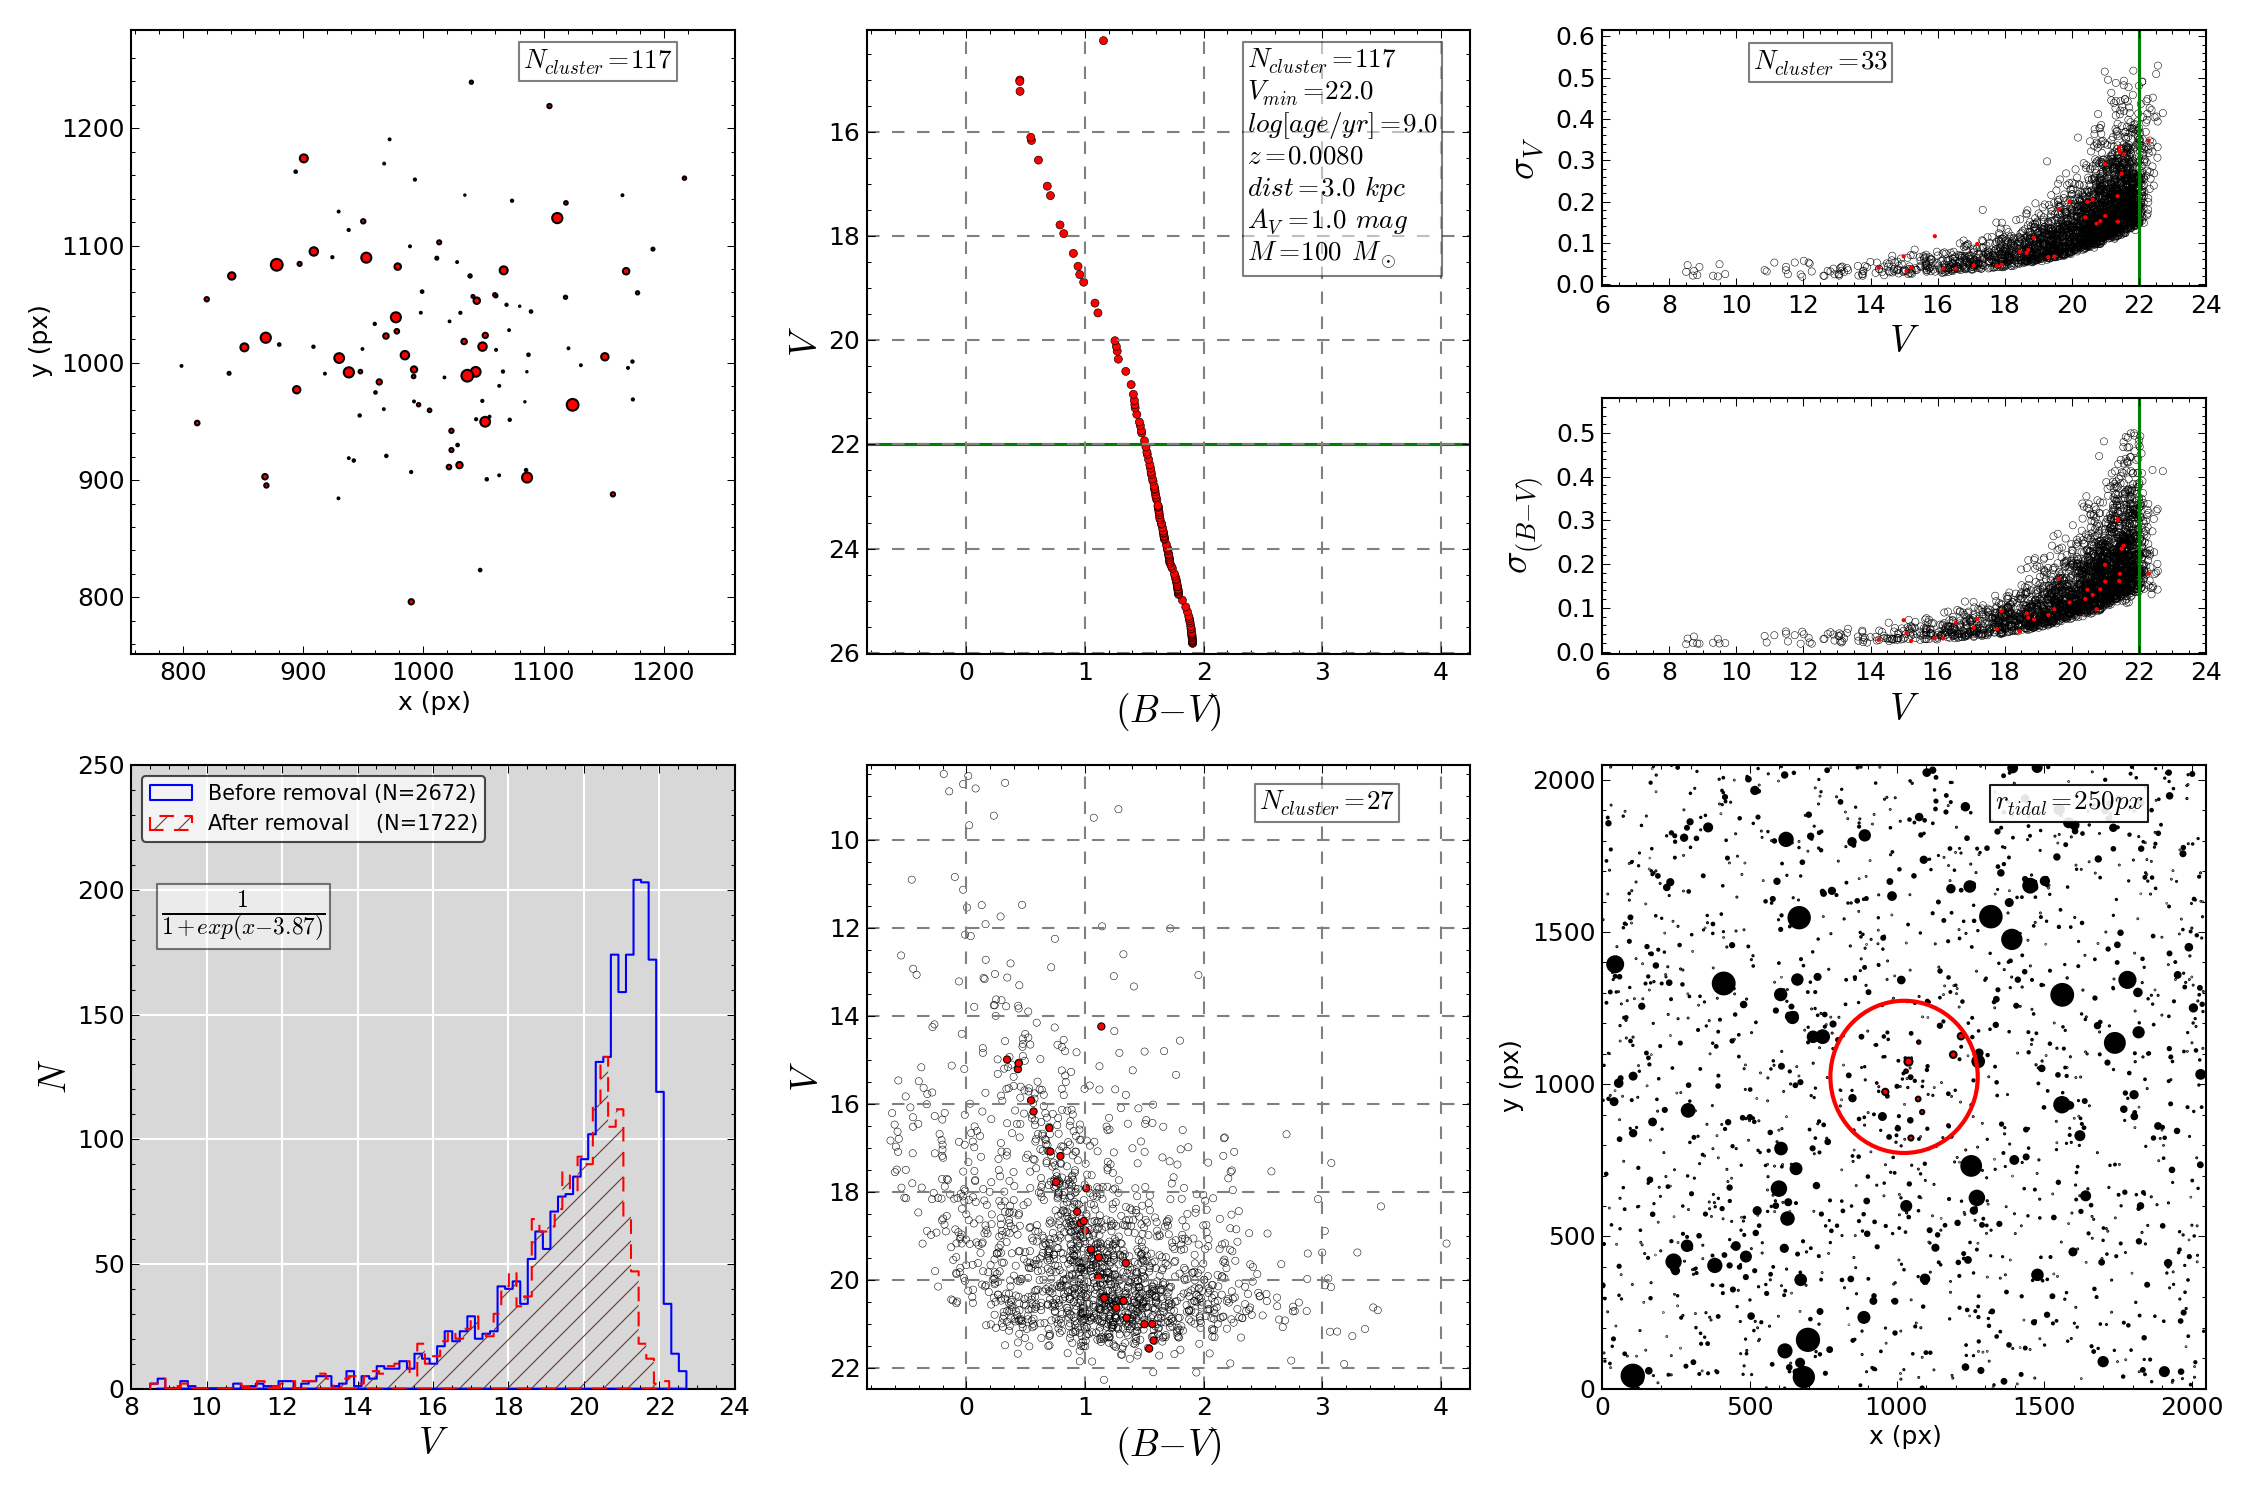 N_cluster=117
1200
1100
1000
900
800
y (px)
800 900 1000 1100 1200
x (px)
N_cluster=117
V_min=22.0
log[age/yr]=9.0
z=0.0080
dist=3.0 kpc
A_V=1.0 mag
M=100 M_⊙
16
18
20
22
24
26
V
0 1 2 3 4
(B−V)
N_cluster=33
0.6
0.5
0.4
0.3
0.2
0.1
0.0
σ_V
6 8 10 12 14 16 18 20 22 24
V
0.5
0.4
0.3
0.2
0.1
0.0
σ_(B−V)
6 8 10 12 14 16 18 20 22 24
V
250
200
150
100
50
0
N
Before removal (N=2672)
After removal (N=1722)
1
1+exp(x−3.87)
8 10 12 14 16 18 20 22 24
V
N_cluster=27
10
12
14
16
18
20
22
V
0 1 2 3 4
(B−V)
r_tidal=250px
2000
1500
1000
500
0
y (px)
0 500 1000 1500 2000
x (px)